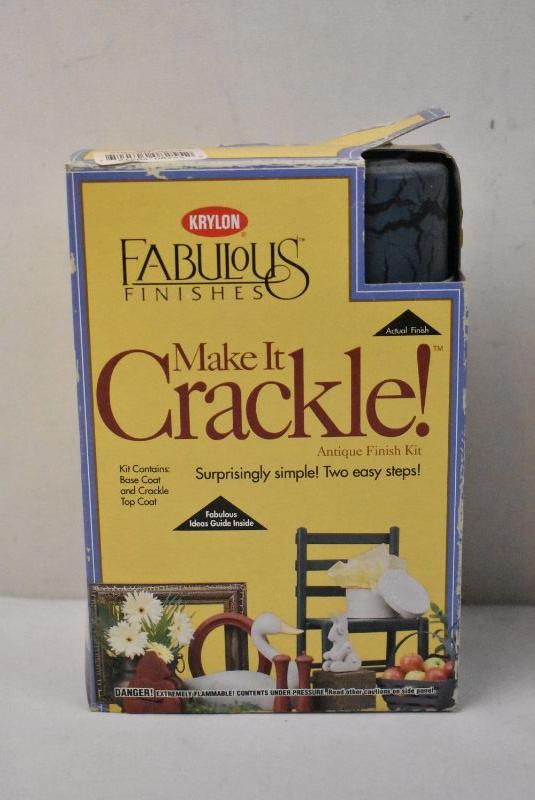 KRYLON®
FABULOUS™
FINISHES
Actual Finish
Make It
Crackle!™
Antique Finish Kit
Kit Contains:
Base Coat
and Crackle
Top Coat
Surprisingly simple! Two easy steps!
Fabulous
Ideas Guide Inside
DANGER! EXTREMELY FLAMMABLE! CONTENTS UNDER PRESSURE. Read other cautions on side panel.